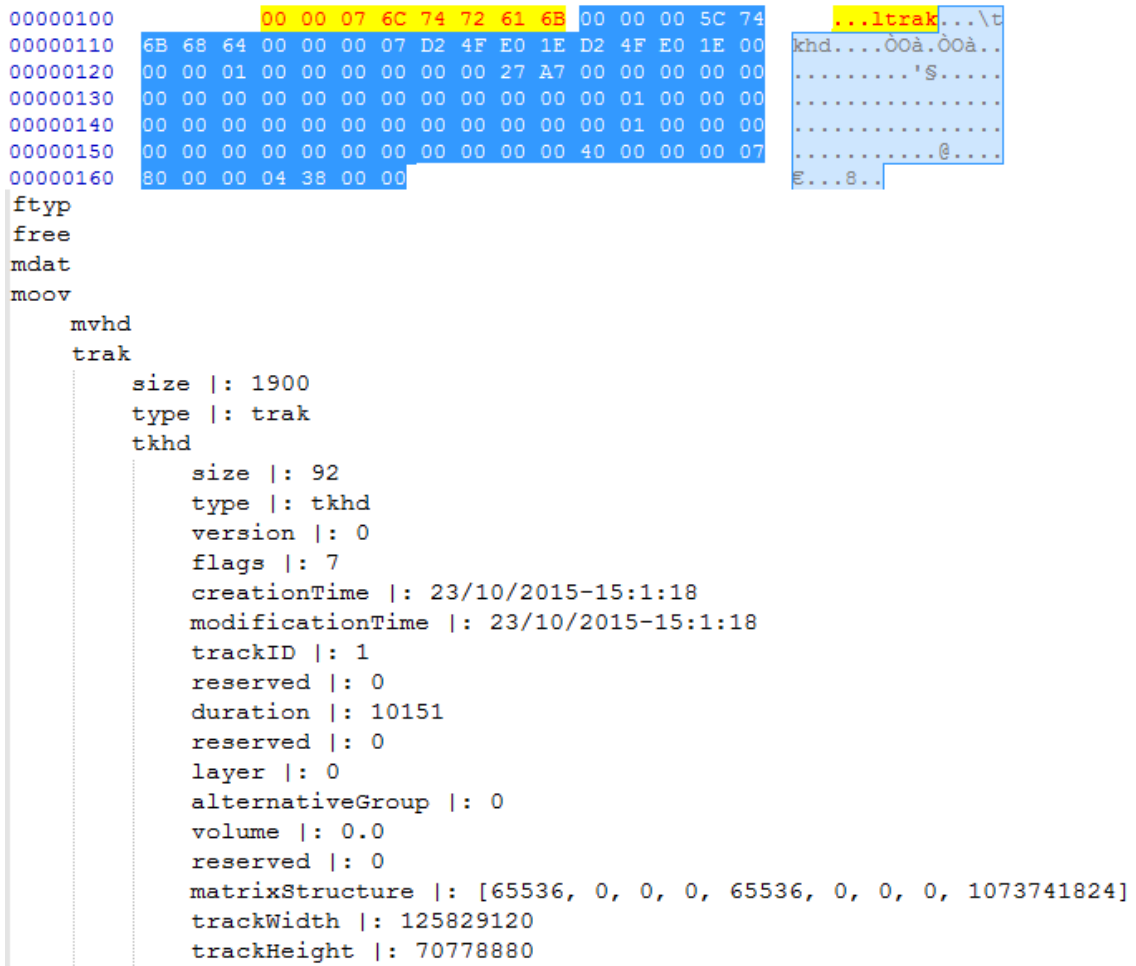 00000100 00 00 07 6C 74 72 61 6B 00 00 00 5C 74 ...ltrak...\t
00000110 6B 68 64 00 00 00 07 D2 4F E0 1E D2 4F E0 1E 00 khd....ÒOà.ÒOà..
00000120 00 00 01 00 00 00 00 00 00 27 A7 00 00 00 00 00 .........'§.....
00000130 00 00 00 00 00 00 00 00 00 00 00 00 01 00 00 00 ................
00000140 00 00 00 00 00 00 00 00 00 00 00 00 01 00 00 00 ................
00000150 00 00 00 00 00 00 00 00 00 00 00 40 00 00 00 07 ...........@....
00000160 80 00 00 04 38 00 00 €...8..
ftyp
free
mdat
moov
mvhd
trak
size |: 1900
type |: trak
tkhd
size |: 92
type |: tkhd
version |: 0
flags |: 7
creationTime |: 23/10/2015-15:1:18
modificationTime |: 23/10/2015-15:1:18
trackID |: 1
reserved |: 0
duration |: 10151
reserved |: 0
layer |: 0
alternativeGroup |: 0
volume |: 0.0
reserved |: 0
matrixStructure |: [65536, 0, 0, 0, 65536, 0, 0, 0, 1073741824]
trackWidth |: 125829120
trackHeight |: 70778880